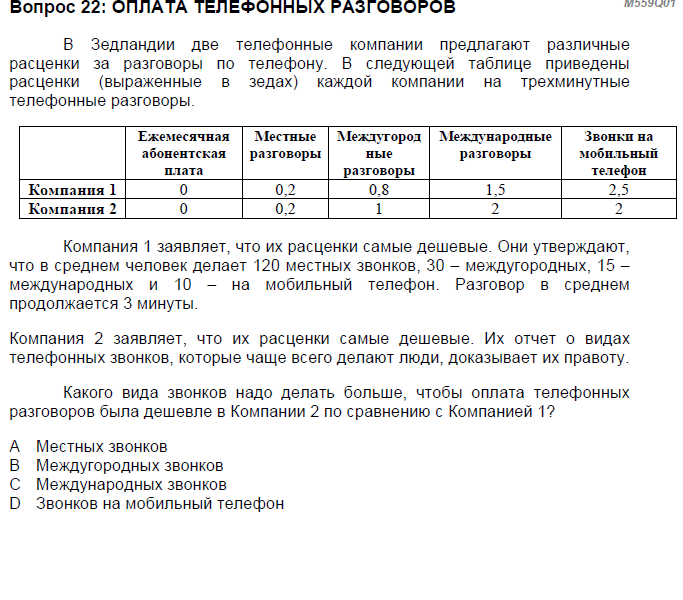 Вопрос 22: ОПЛАТА ТЕЛЕФОННЫХ РАЗГОВОРОВ
M559Q01
В Зедландии две телефонные компании предлагают различные
расценки за разговоры по телефону. В следующей таблице приведены
расценки (выраженные в зедах) каждой компании на трехминутные
телефонные разговоры.
Ежемесячная абонентская плата
Местные разговоры
Междугород ные разговоры
Международные разговоры
Звонки на мобильный телефон
Компания 1 0 0,2 0,8 1,5 2,5
Компания 2 0 0,2 1 2 2
Компания 1 заявляет, что их расценки самые дешевые. Они утверждают,
что в среднем человек делает 120 местных звонков, 30 – междугородных, 15 –
международных и 10 – на мобильный телефон. Разговор в среднем
продолжается 3 минуты.
Компания 2 заявляет, что их расценки самые дешевые. Их отчет о видах
телефонных звонков, которые чаще всего делают люди, доказывает их правоту.
Какого вида звонков надо делать больше, чтобы оплата телефонных
разговоров была дешевле в Компании 2 по сравнению с Компанией 1?
A Местных звонков
B Междугородных звонков
C Международных звонков
D Звонков на мобильный телефон